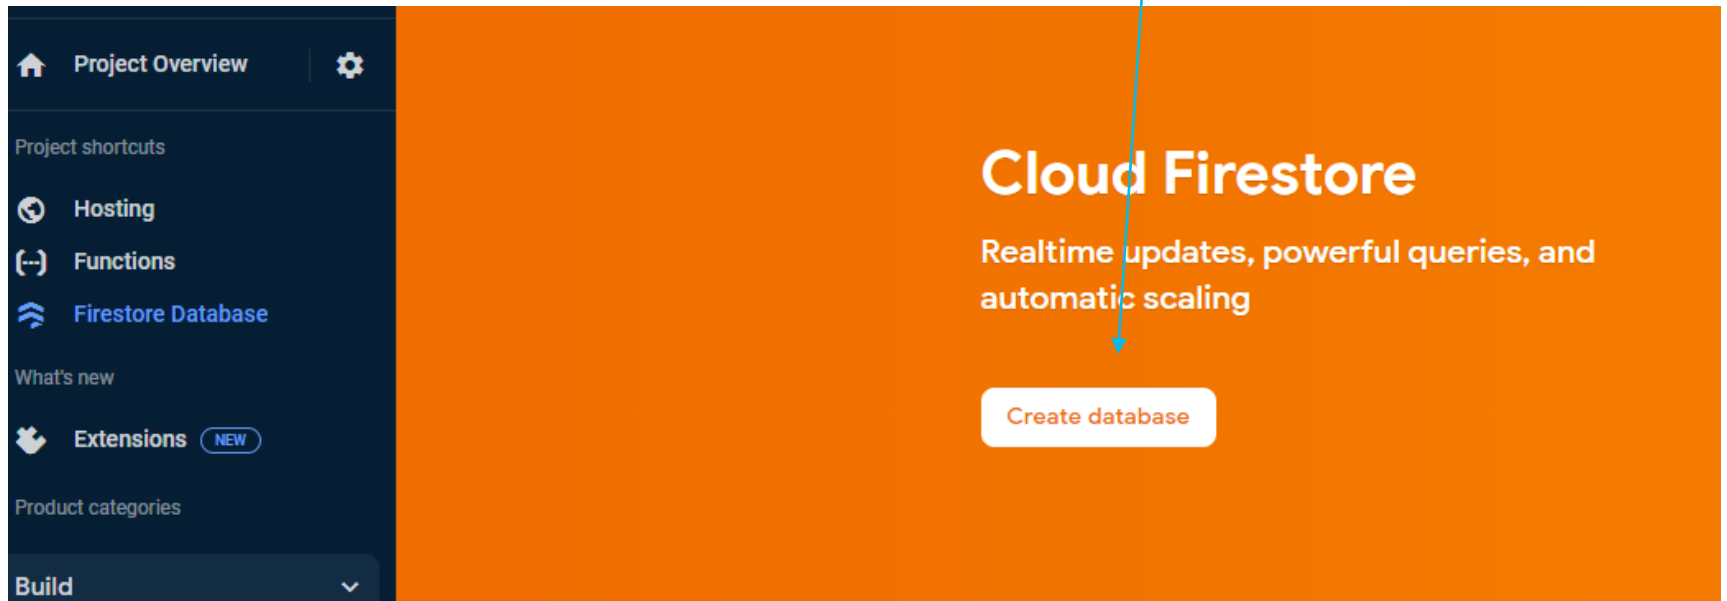 Project Overview
Project shortcuts
Hosting
Functions
Firestore Database
What's new
Extensions NEW
Product categories
Build
Cloud Firestore
Realtime updates, powerful queries, and
automatic scaling
Create database